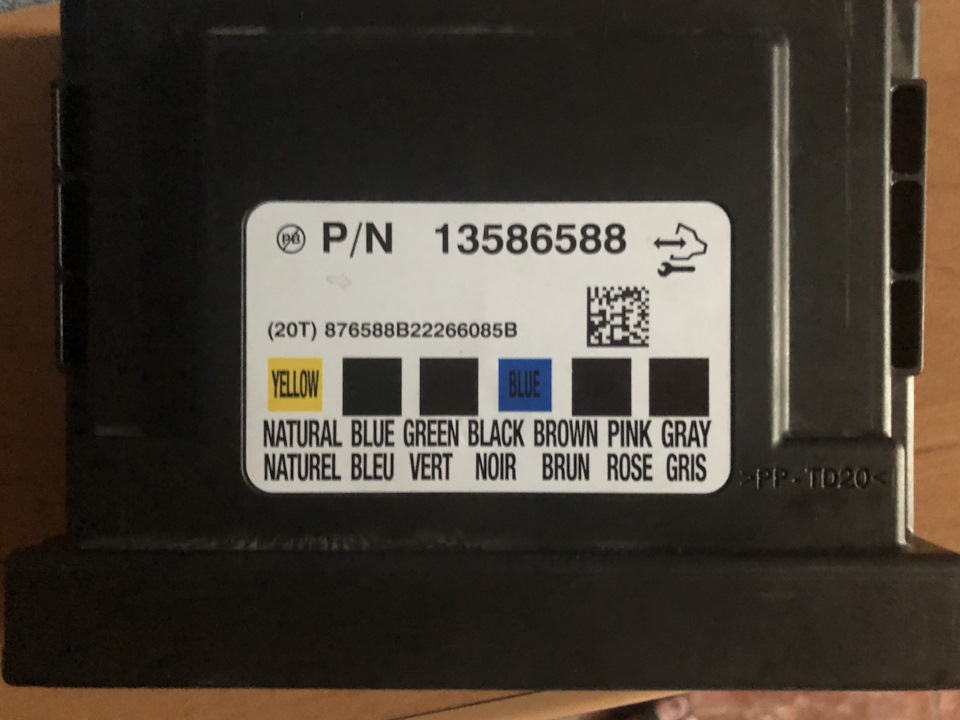 Pb P/N 13586588
(20T) 876588B22266085B
YELLOW BLUE
NATURAL BLUE GREEN BLACK BROWN PINK GRAY
NATUREL BLEU VERT NOIR BRUN ROSE GRIS
>PP-TD20<